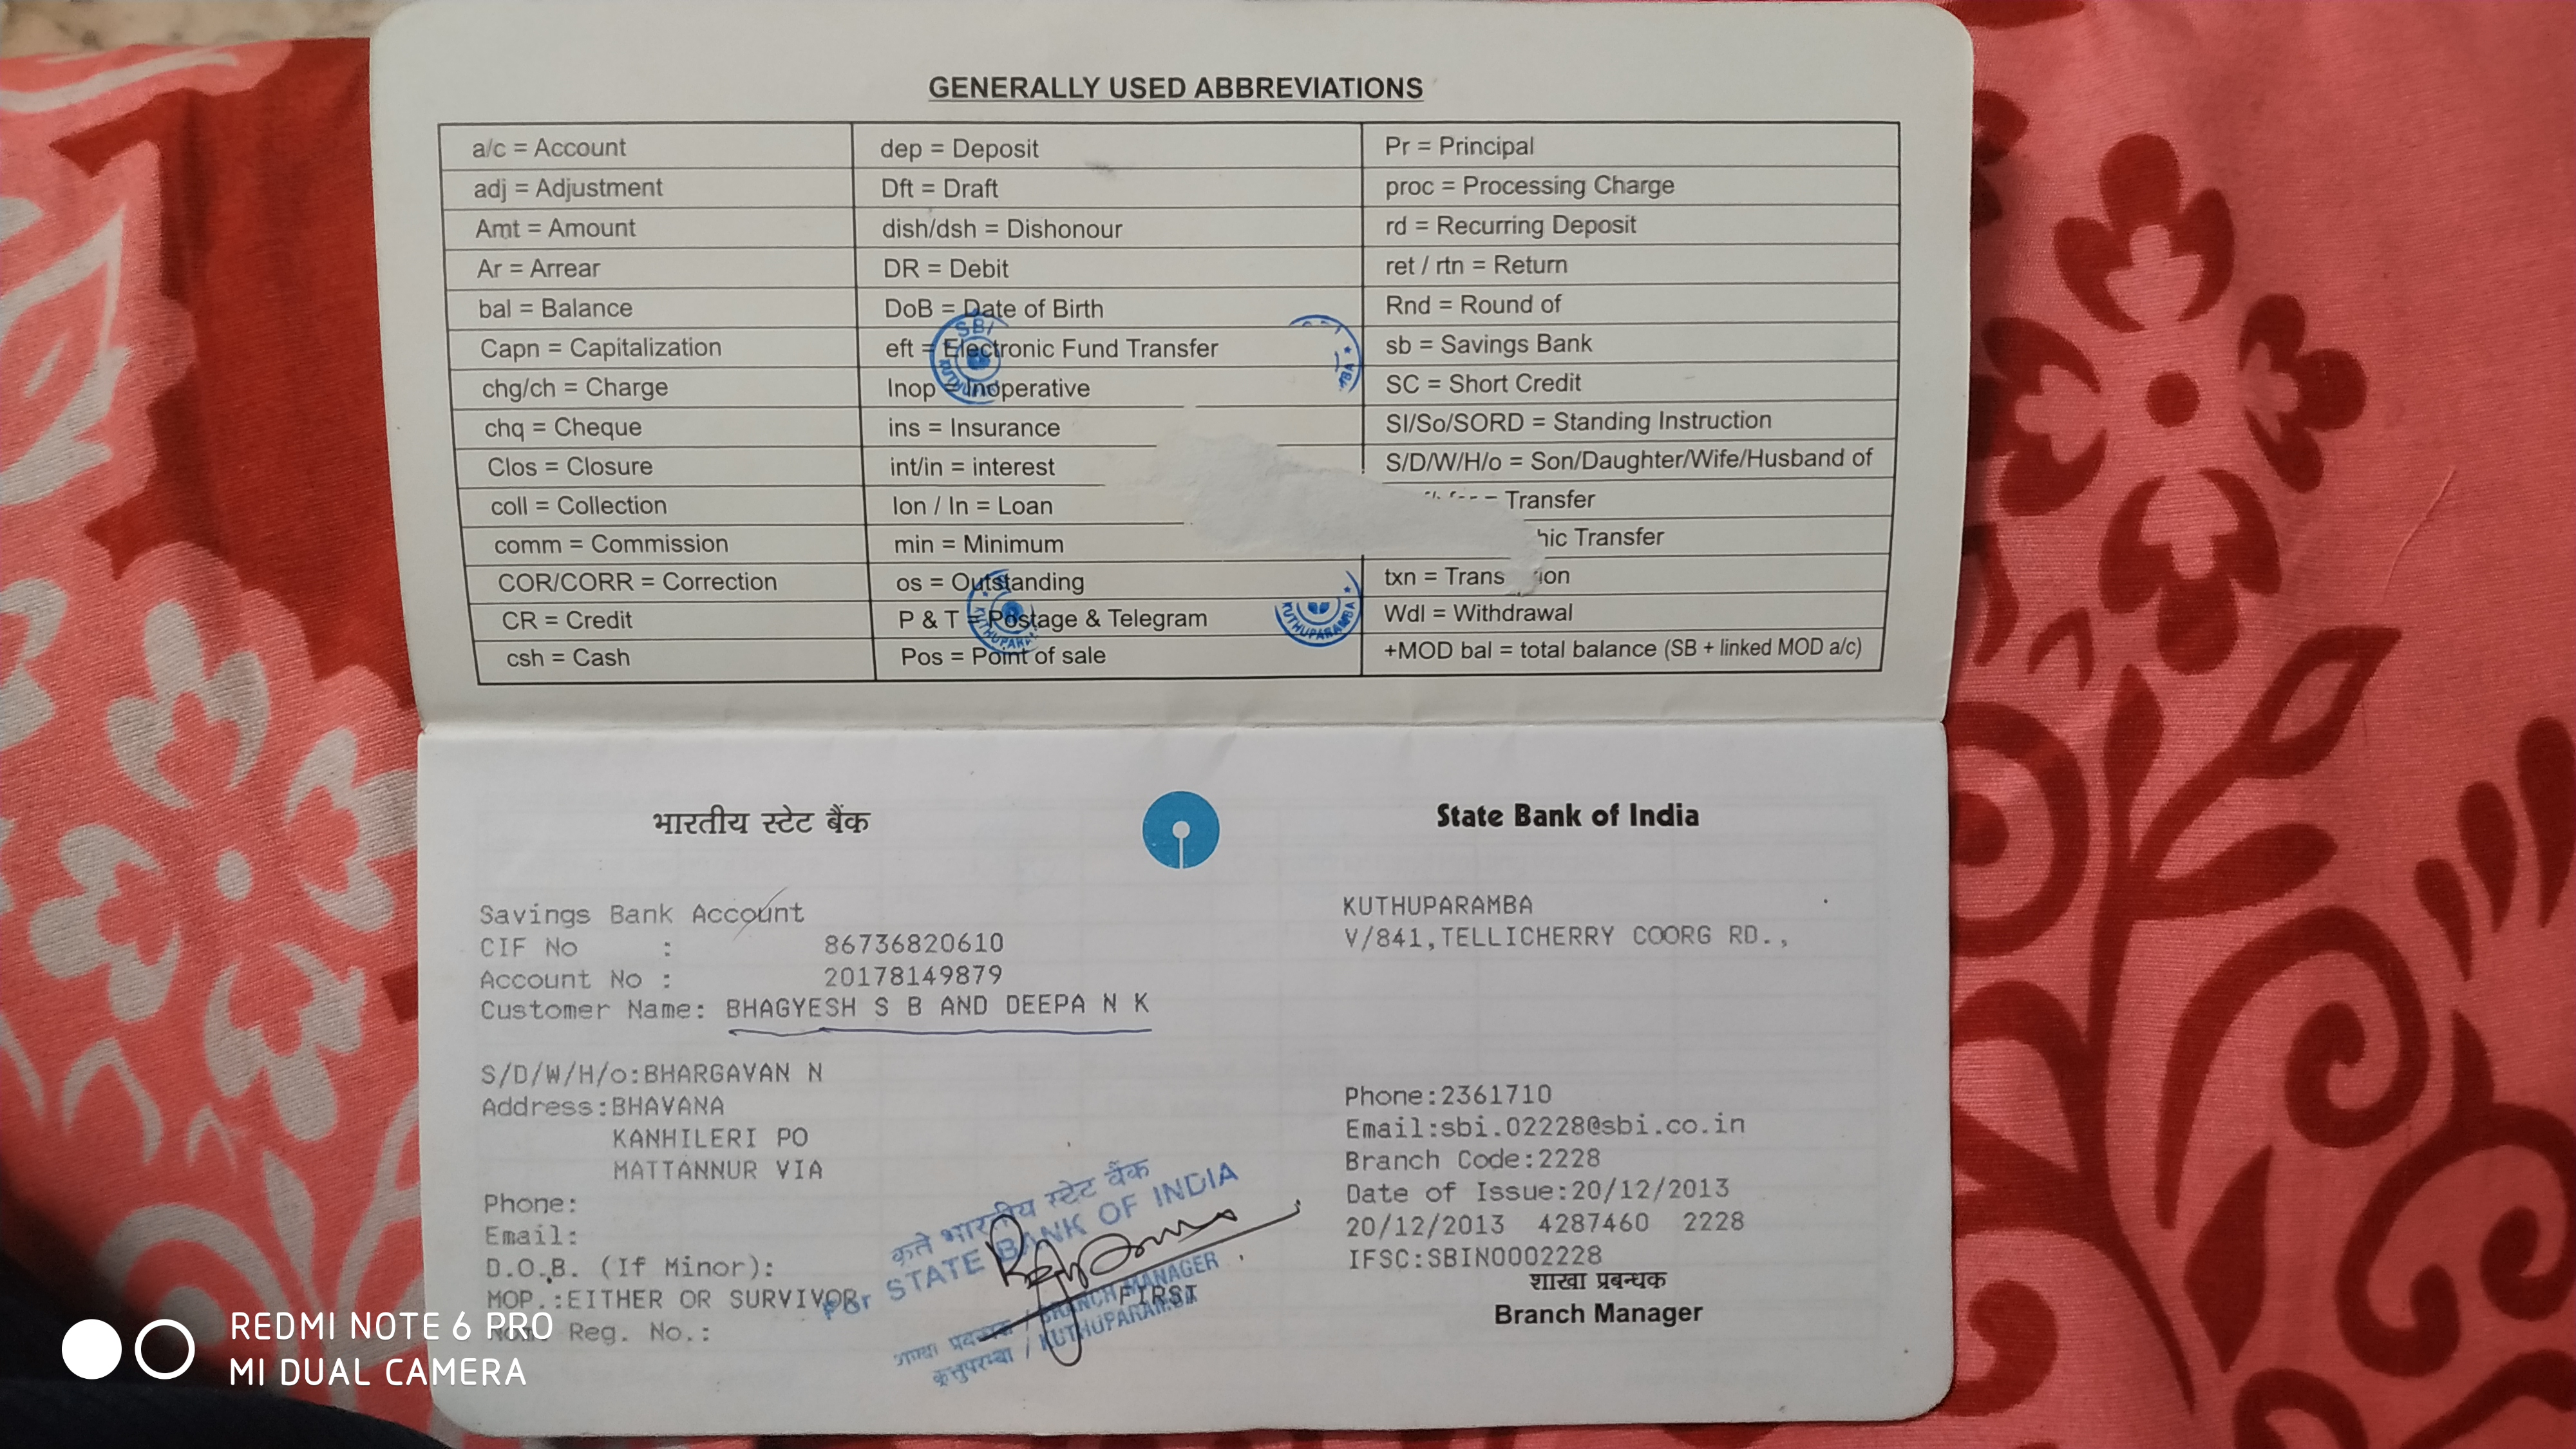 GENERALLY USED ABBREVIATIONS
a/c = Account
adj = Adjustment
Amt = Amount
Ar = Arrear
bal = Balance
Capn = Capitalization
chg/ch = Charge
chq = Cheque
Clos = Closure
coll = Collection
comm = Commission
COR/CORR = Correction
CR = Credit
csh = Cash
dep = Deposit
Dft = Draft
dish/dsh = Dishonour
DR = Debit
DoB = Date of Birth
eft = Electronic Fund Transfer
Inop = Inoperative
ins = Insurance
int/in = interest
lon / In = Loan
min = Minimum
os = Outstanding
P & T = Postage & Telegram
Pos = Point of sale
Pr = Principal
proc = Processing Charge
rd = Recurring Deposit
ret / rtn = Return
Rnd = Round of
sb = Savings Bank
SC = Short Credit
SI/So/SORD = Standing Instruction
S/D/W/H/o = Son/Daughter/Wife/Husband of
= Transfer
Transfer
txn =
Wdl = Withdrawal
+MOD bal = total balance (SB + linked MOD a/c)
SBI
KUTHUPARAMBA
भारतीय स्टेट बैंक
State Bank of India
Savings Bank Account
CIF No : 86736820610
Account No : 20178149879
Customer Name: BHAGYESH S B AND DEEPA N K
S/D/W/H/o:BHARGAVAN N
Address:BHAVANA
KANHILERI PO
MATTANNUR VIA
Phone:
Email:
D.O.B. (If Minor):
MOP.:EITHER OR SURVIVOR
Reg. No.:
FIRST
KUTHUPARAMBA
V/841,TELLICHERRY COORG RD.,
Phone:2361710
Email:sbi.02228@sbi.co.in
Branch Code:2228
Date of Issue:20/12/2013
20/12/2013 4287460 2228
IFSC:SBIN0002228
शाखा प्रबन्धक
Branch Manager
कृते भारतीय स्टेट बैंक
For STATE BANK OF INDIA
शाखा प्रबन्धक / BRANCH MANAGER
कूत्तुपरम्बा / KUTHUPARAMBA
REDMI NOTE 6 PRO
MI DUAL CAMERA